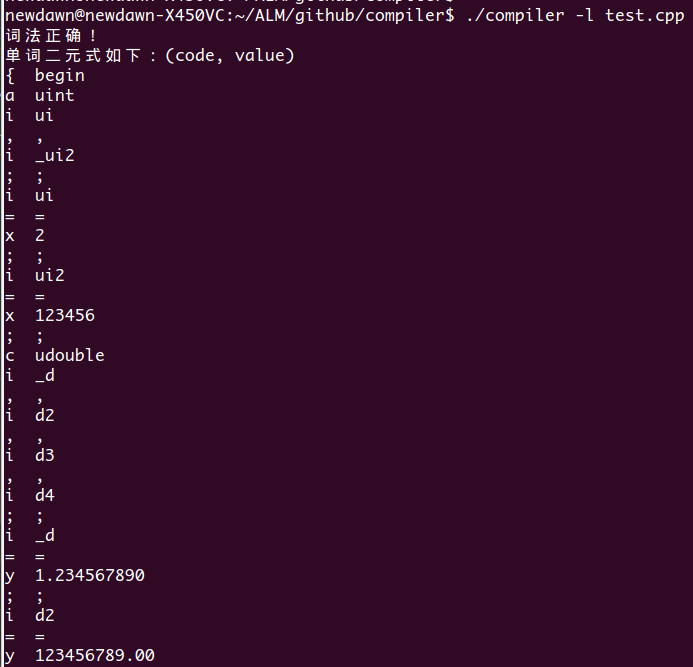 newdawn@newdawn-X450VC:~/ALM/github/compiler$ ./compiler -l test.cpp
词法正确！
单词二元式如下：(code, value)
{  begin
a  uint
i  ui
,  ,
i  _ui2
;  ;
i  ui
=  =
x  2
;  ;
i  ui2
=  =
x  123456
;  ;
c  udouble
i  _d
,  ,
i  d2
,  ,
i  d3
,  ,
i  d4
;  ;
i  _d
=  =
y  1.234567890
;  ;
i  d2
=  =
y  123456789.00